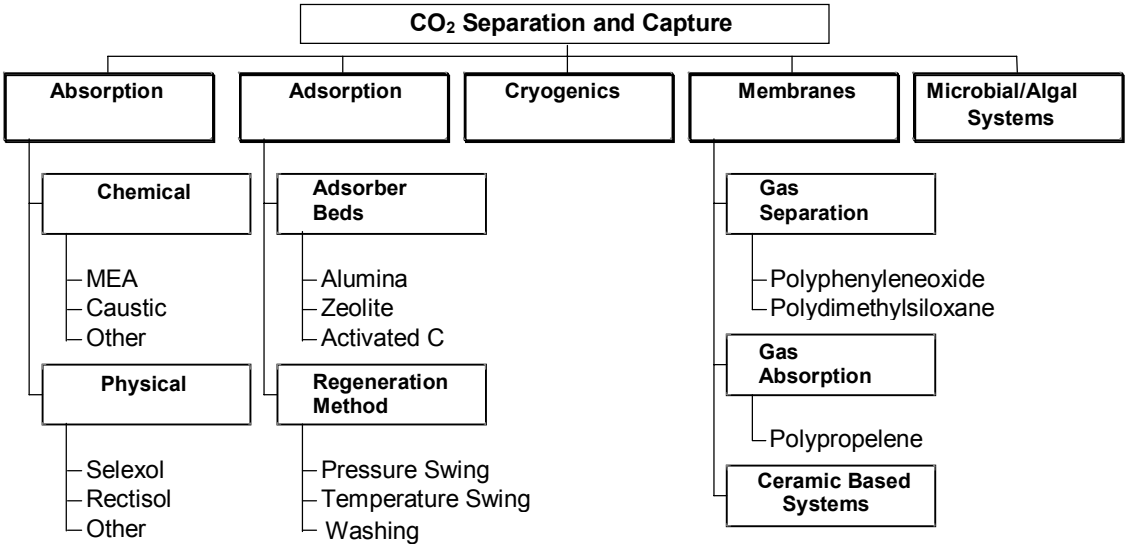 CO₂ Separation and Capture
Absorption
Adsorption
Cryogenics
Membranes
Microbial/Algal
Systems
Chemical
MEA
Caustic
Other
Physical
Selexol
Rectisol
Other
Adsorber
Beds
Alumina
Zeolite
Activated C
Regeneration
Method
Pressure Swing
Temperature Swing
Washing
Gas
Separation
Polyphenyleneoxide
Polydimethylsiloxane
Gas
Absorption
Polypropelene
Ceramic Based
Systems